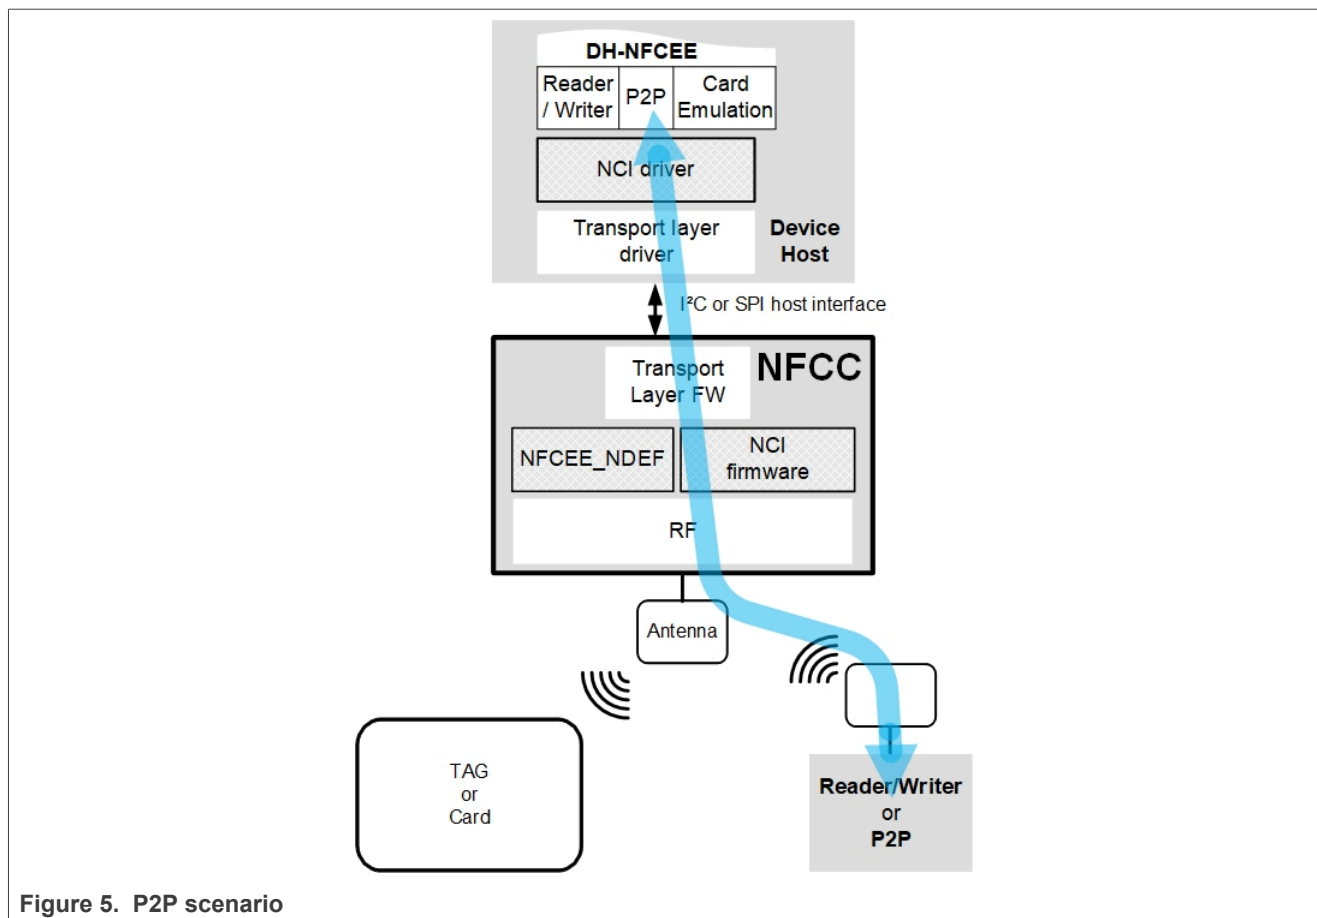 DH-NFCEE
Reader
/ Writer
P2P
Card
Emulation
NCI driver
Transport layer
driver
Device
Host
I²C or SPI host interface
Transport
Layer FW
NFCC
NFCEE_NDEF
NCI
firmware
RF
Antenna
TAG
or
Card
Reader/Writer
or
P2P
Figure 5. P2P scenario